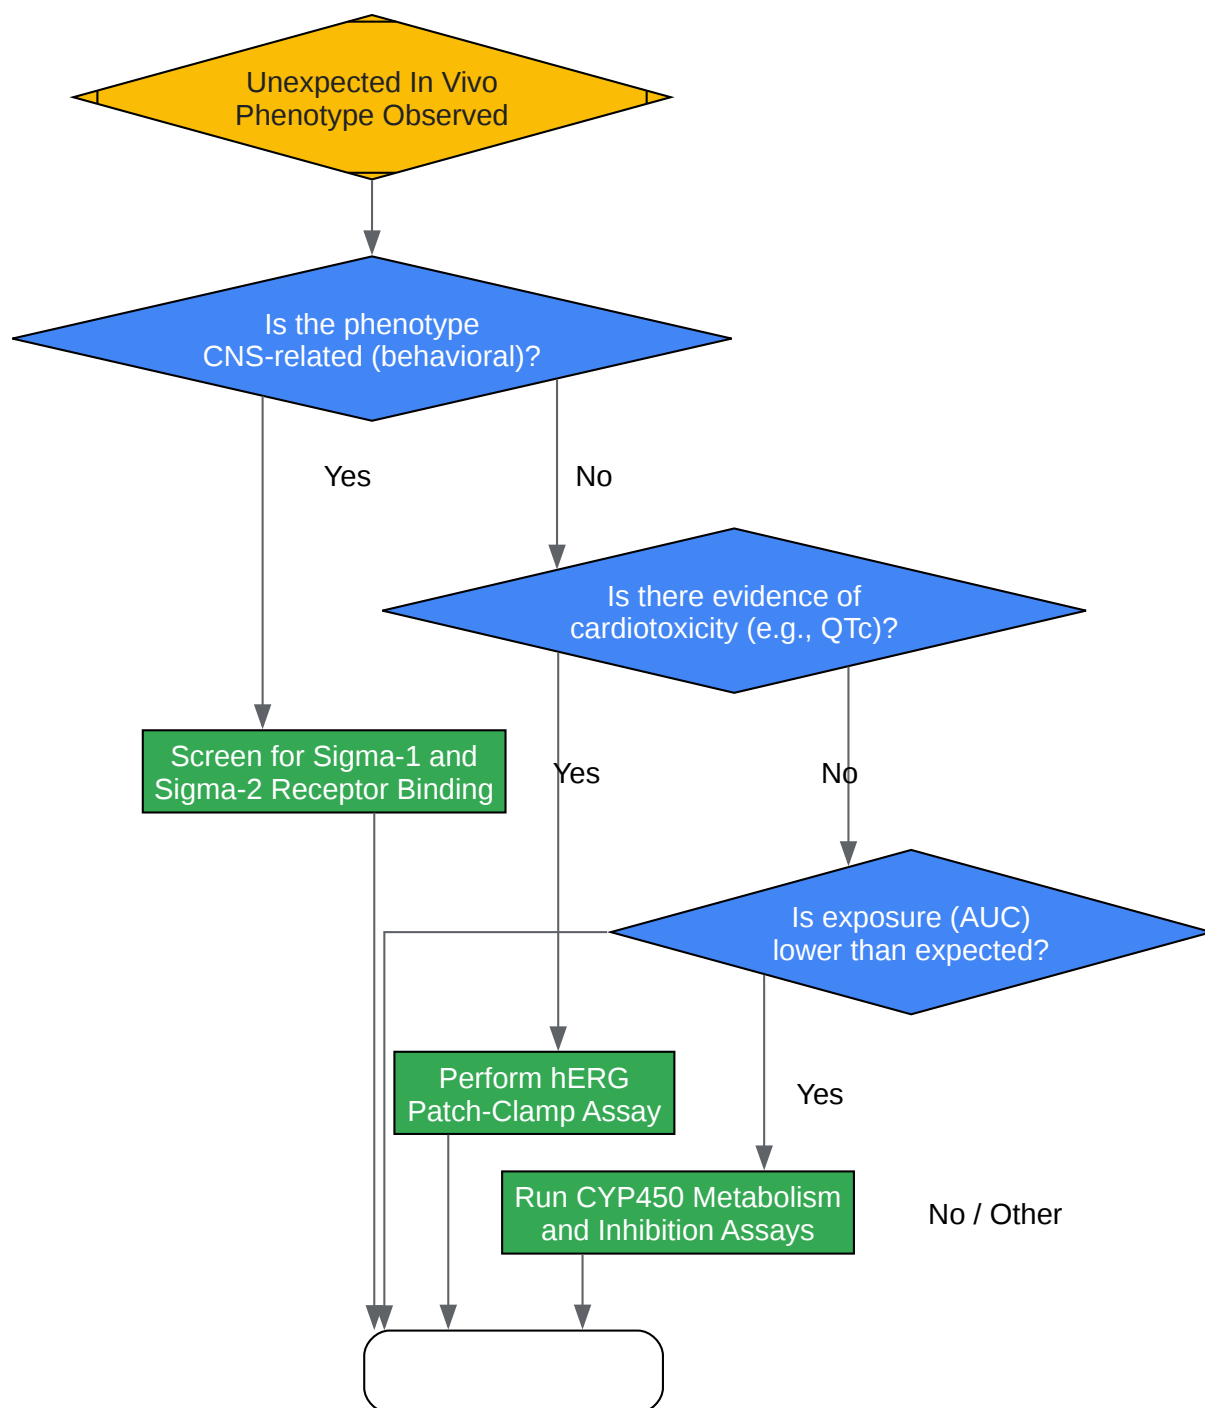 Unexpected In Vivo
Phenotype Observed
Is the phenotype
CNS-related (behavioral)?
Yes
No
Is there evidence of
cardiotoxicity (e.g., QTc)?
Screen for Sigma-1 and
Sigma-2 Receptor Binding
Yes
No
Is exposure (AUC)
lower than expected?
Perform hERG
Patch-Clamp Assay
Yes
Run CYP450 Metabolism
and Inhibition Assays
No / Other